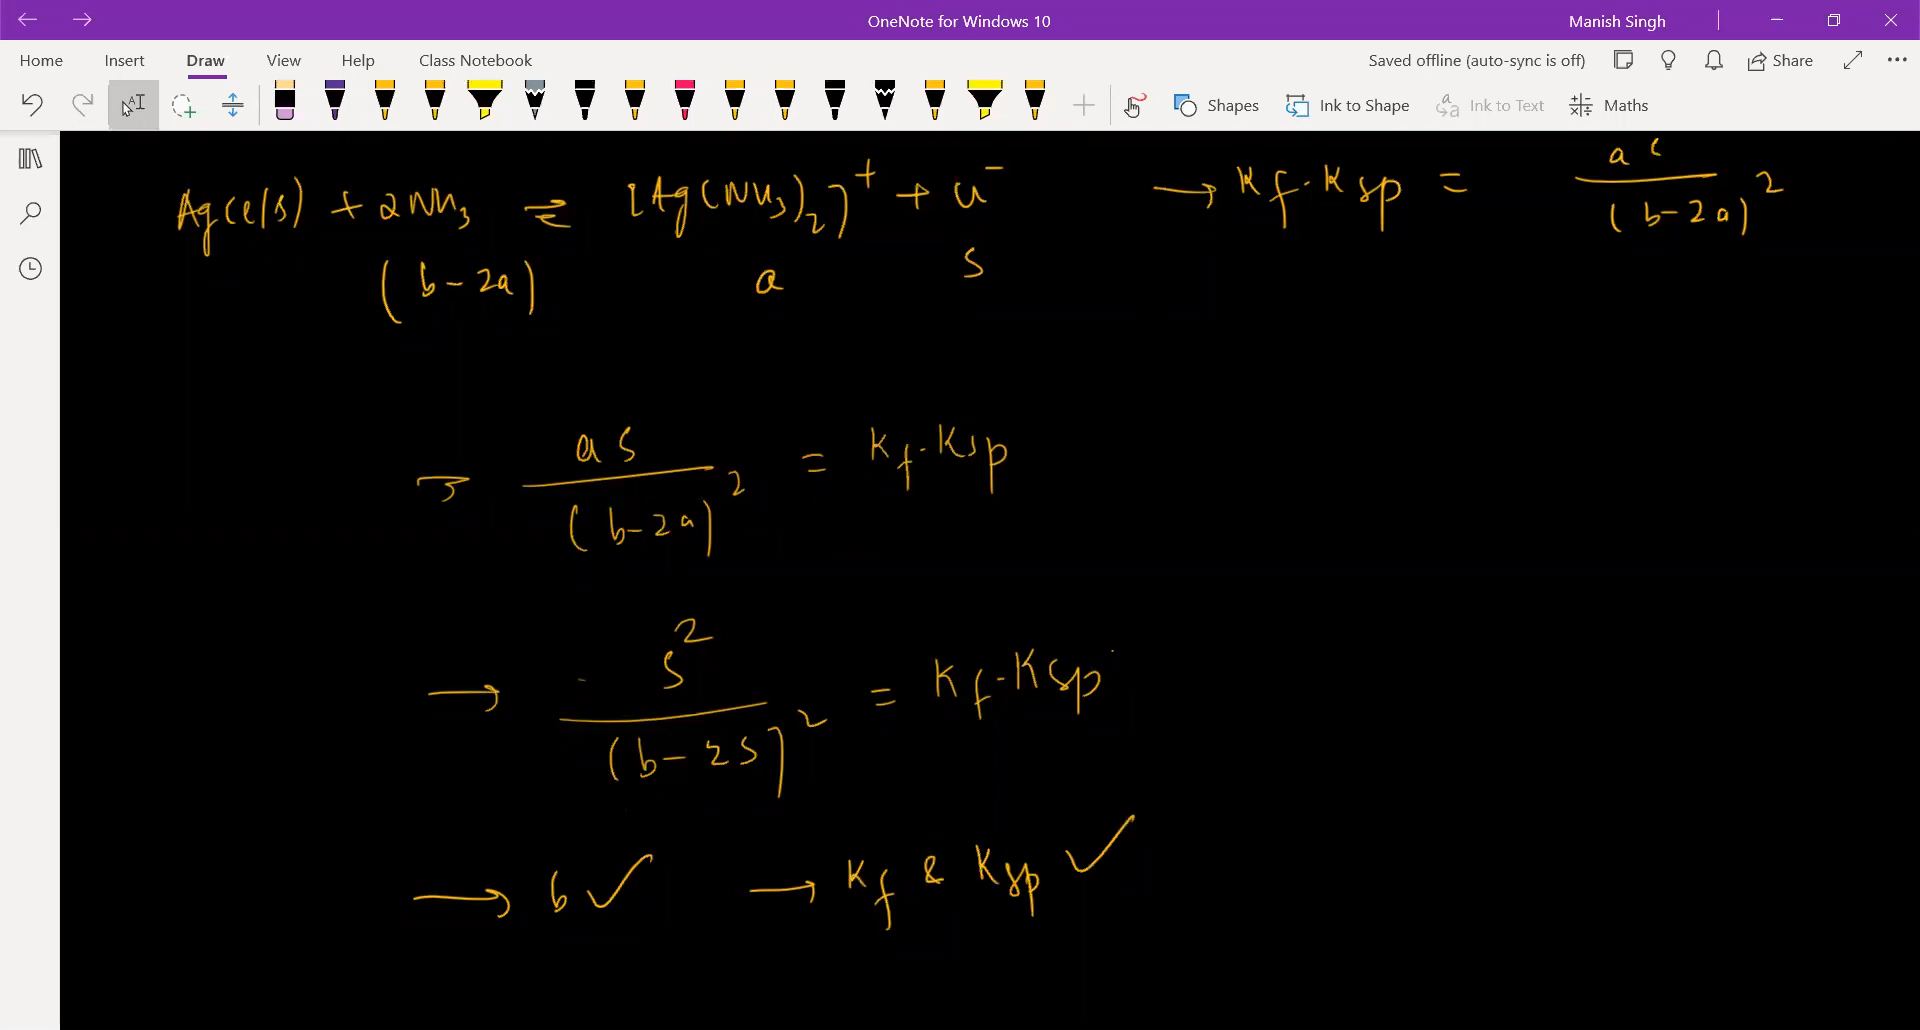 OneNote for Windows 10
Manish Singh
Home Insert Draw View Help Class Notebook
Saved offline (auto-sync is off) Share
Shapes Ink to Shape Ink to Text Maths
AgCl(s) + 2NH₃ ⇌ [Ag(NH₃)₂]⁺ + Cl⁻ → Kf·Ksp = as/(b-2a)²
(b-2a) a s
⇒ as/(b-2a)² = Kf·Ksp
→ s²/(b-2s)² = Kf·Ksp
→ b ✓ → Kf & Ksp ✓